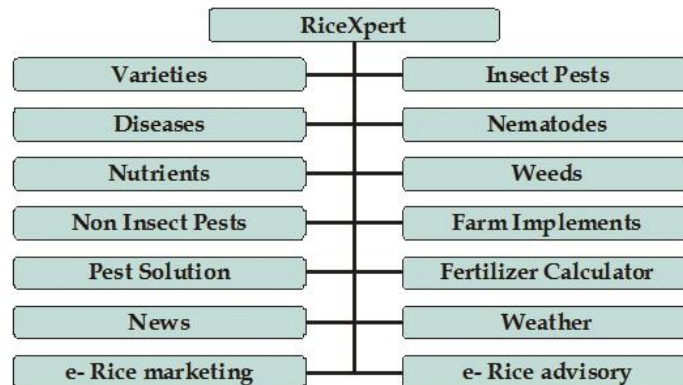 RiceXpert
Varieties
Insect Pests
Diseases
Nematodes
Nutrients
Weeds
Non Insect Pests
Farm Implements
Pest Solution
Fertilizer Calculator
News
Weather
e- Rice marketing
e- Rice advisory